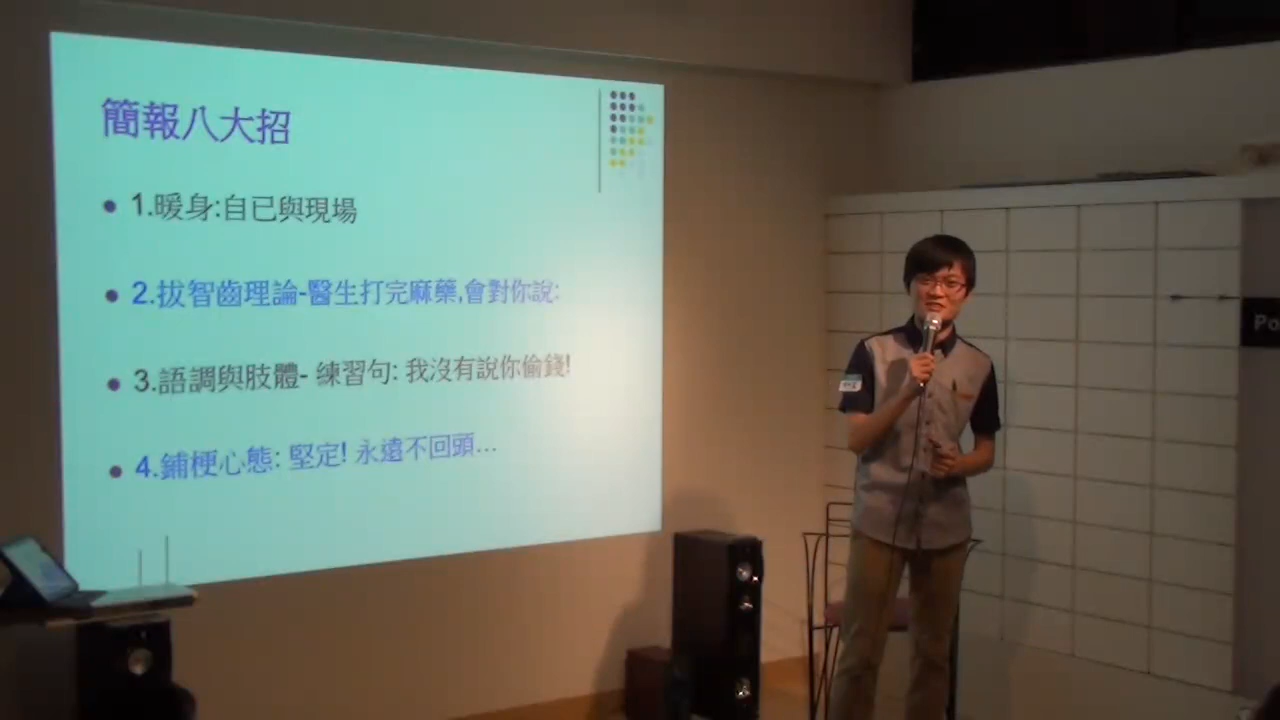 簡報八大招
1.暖身:自已與現場
2.拔智齒理論-醫生打完麻藥,會對你說:
3.語調與肢體- 練習句: 我沒有說你偷錢!
4.鋪梗心態: 堅定! 永遠不回頭...
Po